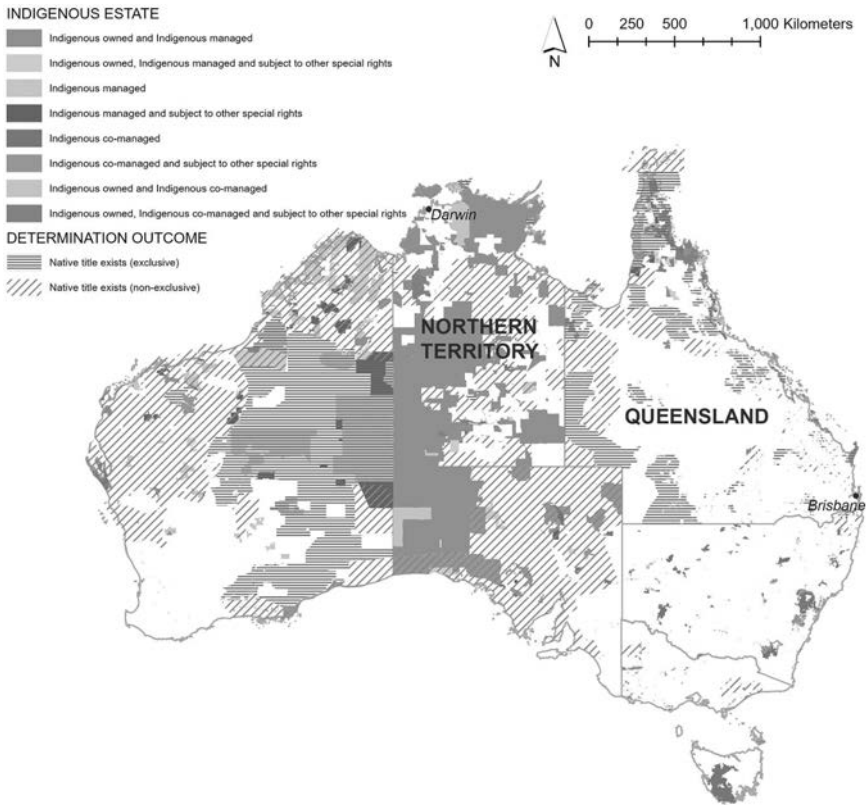 INDIGENOUS ESTATE
Indigenous owned and Indigenous managed
Indigenous owned, Indigenous managed and subject to other special rights
Indigenous managed
Indigenous managed and subject to other special rights
Indigenous co-managed
Indigenous co-managed and subject to other special rights
Indigenous owned and Indigenous co-managed
Indigenous owned, Indigenous co-managed and subject to other special rights
DETERMINATION OUTCOME
Native title exists (exclusive)
Native title exists (non-exclusive)
N
0 250 500 1,000 Kilometers
Darwin
NORTHERN
TERRITORY
QUEENSLAND
Brisbane